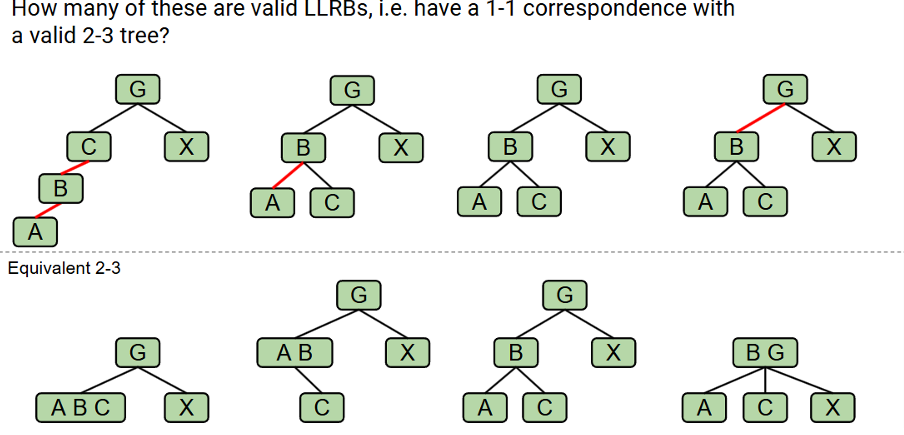 How many of these are valid LLRBs, i.e. have a 1-1 correspondence with
a valid 2-3 tree?
G G G G
C X B X B X B X
B A C A C A C
A
Equivalent 2-3
G G
G A B X B X B G
A B C X C A C A C X